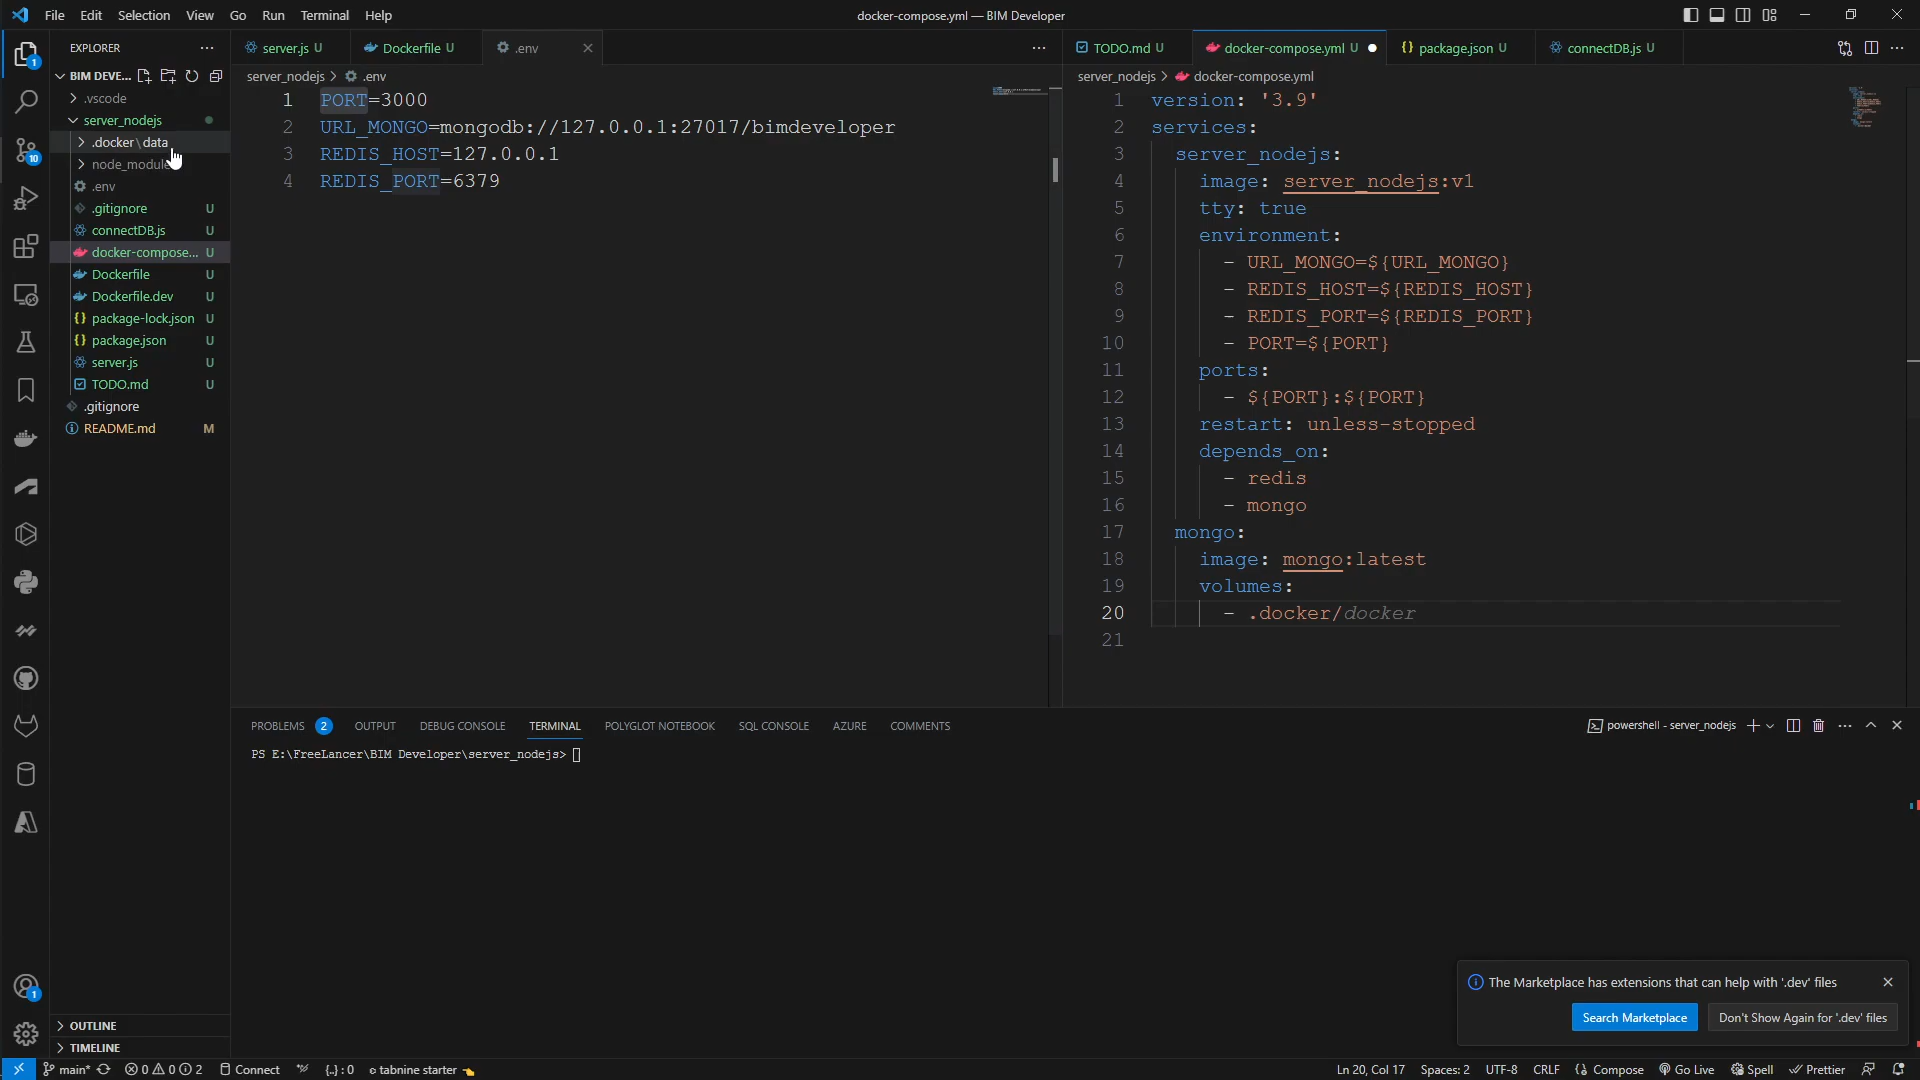 File Edit Selection View Go Run Terminal Help
docker-compose.yml — BIM Developer
EXPLORER
BIM DEVE...
.vscode
server_nodejs
.docker\data
node_module
.env
.gitignore U
connectDB.js U
docker-compose... U
Dockerfile U
Dockerfile.dev U
package-lock.json U
package.json U
server.js U
TODO.md U
.gitignore
README.md M
OUTLINE
TIMELINE
1
10
1
server.js U
Dockerfile U
.env
server_nodejs > .env
1 PORT=3000
2 URL_MONGO=mongodb://127.0.0.1:27017/bimdeveloper
3 REDIS_HOST=127.0.0.1
4 REDIS_PORT=6379
TODO.md U
docker-compose.yml U
package.json U
connectDB.js U
server_nodejs > docker-compose.yml
1 version: '3.9'
2 services:
3 server_nodejs:
4 image: server_nodejs:v1
5 tty: true
6 environment:
7 - URL_MONGO=${URL_MONGO}
8 - REDIS_HOST=${REDIS_HOST}
9 - REDIS_PORT=${REDIS_PORT}
10 - PORT=${PORT}
11 ports:
12 - ${PORT}:${PORT}
13 restart: unless-stopped
14 depends_on:
15 - redis
16 - mongo
17 mongo:
18 image: mongo:latest
19 volumes:
20 - .docker/docker
21
PROBLEMS 2 OUTPUT DEBUG CONSOLE TERMINAL POLYGLOT NOTEBOOK SQL CONSOLE AZURE COMMENTS
powershell - server_nodejs
PS E:\FreeLancer\BIM Developer\server_nodejs>
The Marketplace has extensions that can help with '.dev' files
Search Marketplace
Don't Show Again for '.dev' files
main* 0 0 2 Connect {..} : 0 tabnine starter
Ln 20, Col 17 Spaces: 2 UTF-8 CRLF Compose Go Live Spell Prettier